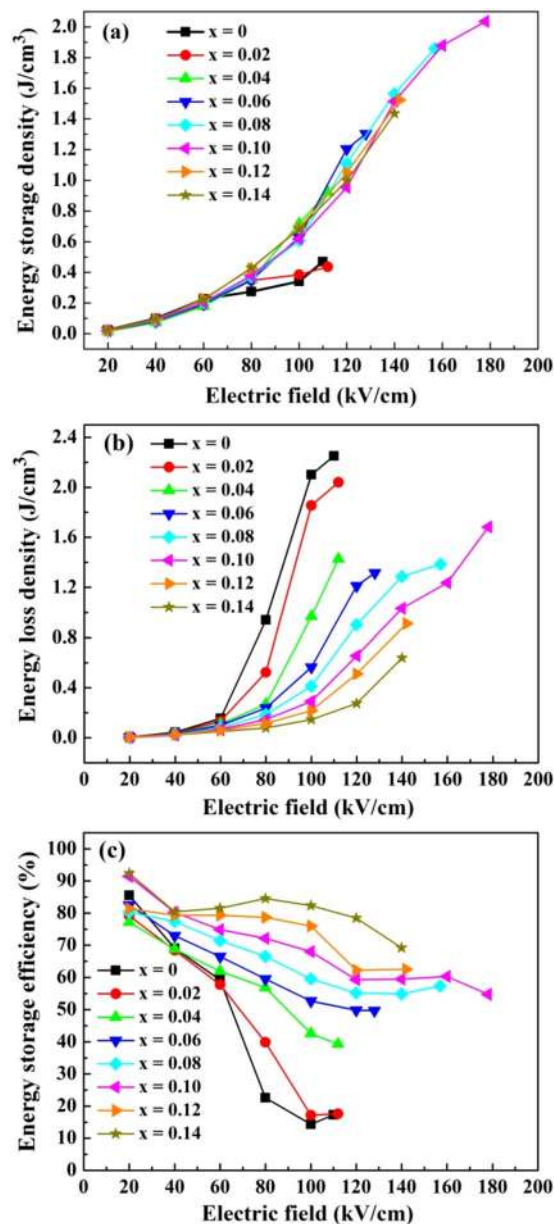 (a)
x = 0
x = 0.02
x = 0.04
x = 0.06
x = 0.08
x = 0.10
x = 0.12
x = 0.14
Energy storage density (J/cm³)
2.0
1.8
1.6
1.4
1.2
1.0
0.8
0.6
0.4
0.2
0.0
20 40 60 80 100 120 140 160 180 200
Electric field (kV/cm)
(b)
x = 0
x = 0.02
x = 0.04
x = 0.06
x = 0.08
x = 0.10
x = 0.12
x = 0.14
Energy loss density (J/cm³)
2.4
2.0
1.6
1.2
0.8
0.4
0.0
0 20 40 60 80 100 120 140 160 180 200
Electric field (kV/cm)
(c)
Energy storage efficiency (%)
100
90
80
70
60
50
40
30
20
10
0
x = 0
x = 0.02
x = 0.04
x = 0.06
x = 0.08
x = 0.10
x = 0.12
x = 0.14
0 20 40 60 80 100 120 140 160 180 200
Electric field (kV/cm)